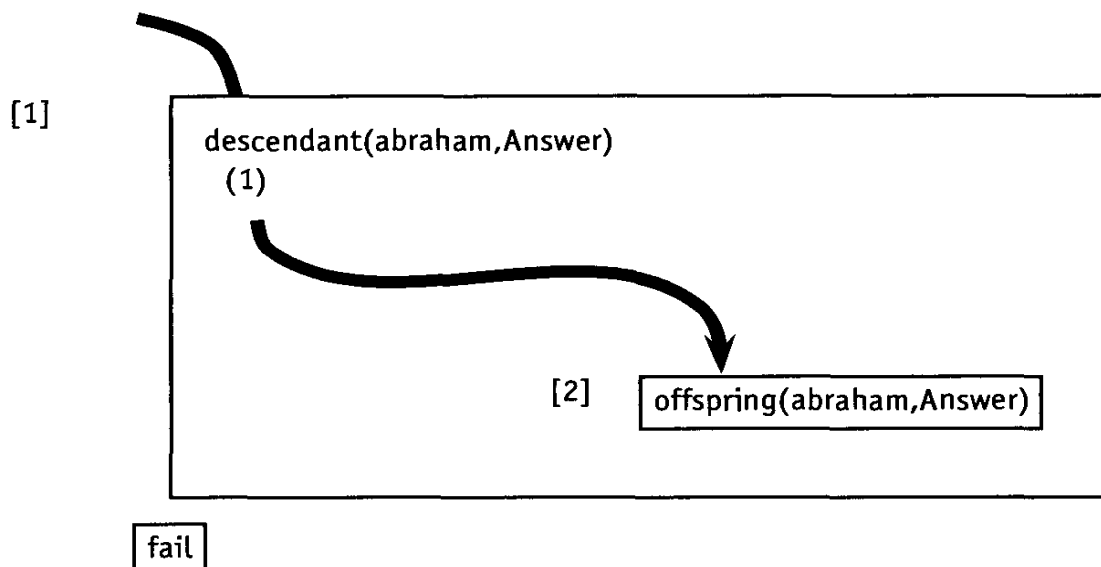 [1]
descendant(abraham,Answer)
(1)
[2] offspring(abraham,Answer)
fail